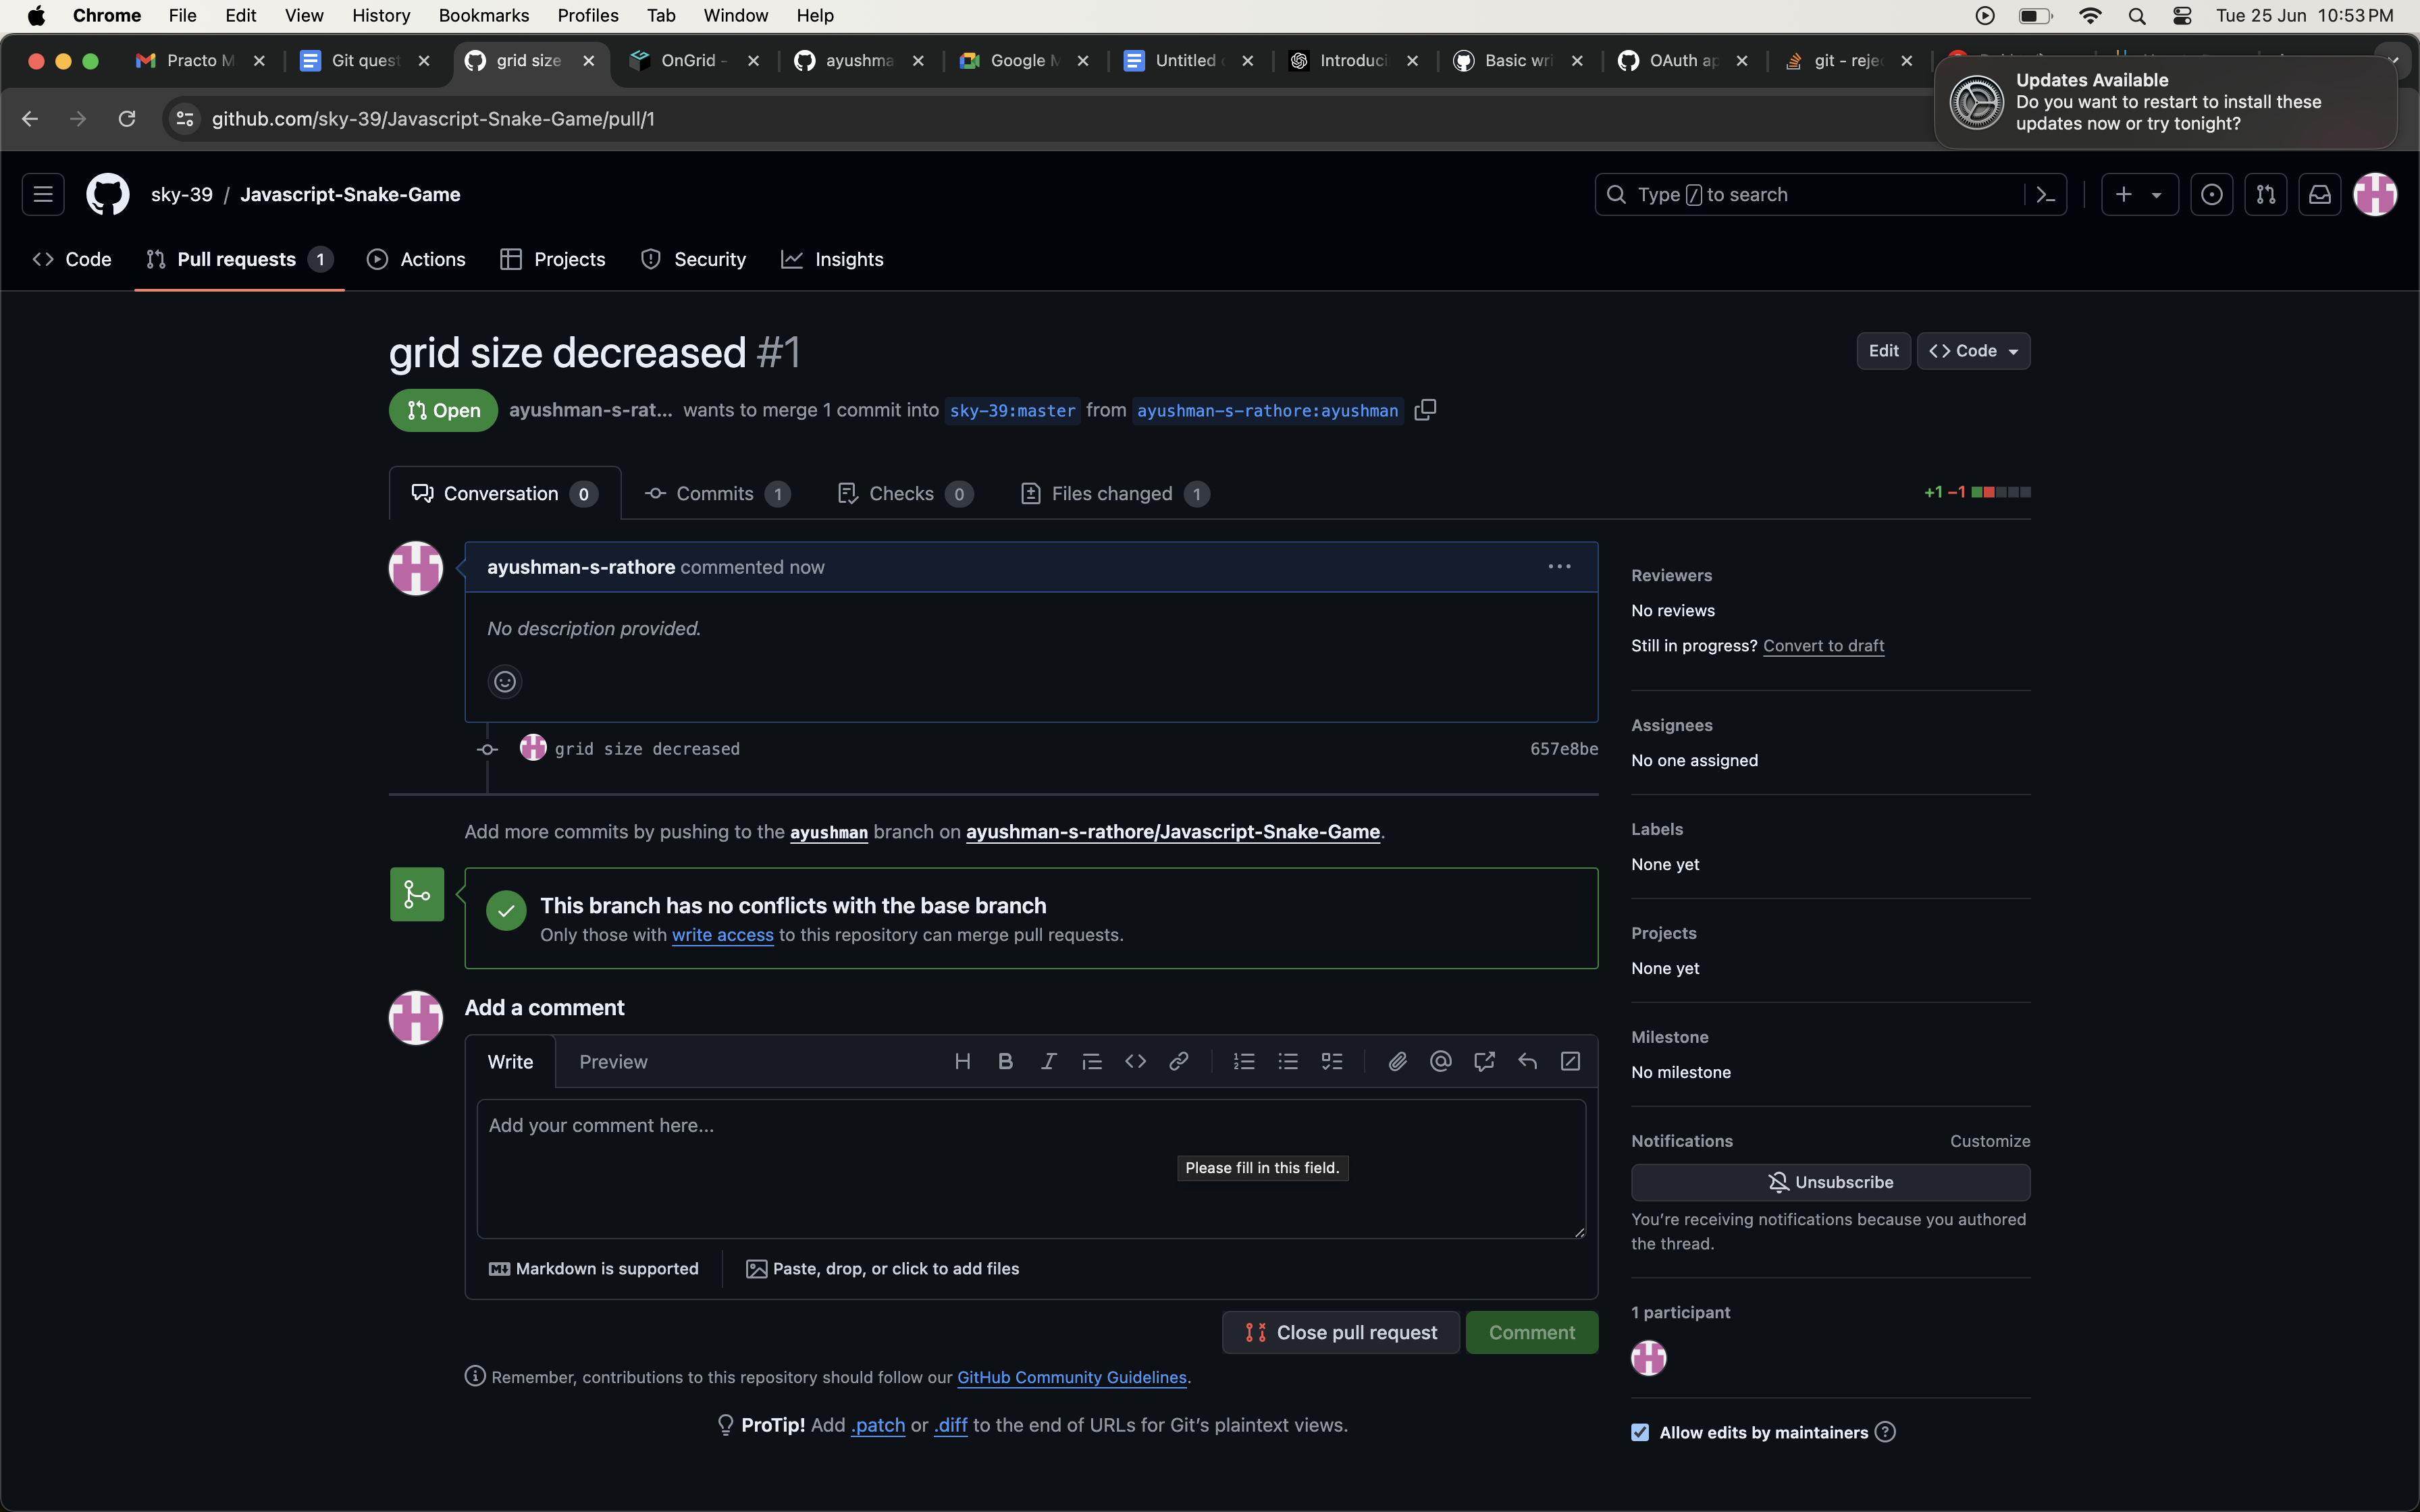 Chrome File Edit View History Bookmarks Profiles Tab Window Help Tue 25 Jun 10:53 PM
Practo M Git quest grid size OnGrid - ayushma Google M Untitled Introduci Basic wri OAuth ap git - reje
Updates Available
Do you want to restart to install these
updates now or try tonight?
github.com/sky-39/Javascript-Snake-Game/pull/1
sky-39 / Javascript-Snake-Game Type / to search
Code Pull requests 1 Actions Projects Security Insights
grid size decreased #1
Edit Code
Open ayushman-s-rat... wants to merge 1 commit into sky-39:master from ayushman-s-rathore:ayushman
Conversation 0 Commits 1 Checks 0 Files changed 1 +1 −1
ayushman-s-rathore commented now
No description provided.
grid size decreased 657e8be
Add more commits by pushing to the ayushman branch on ayushman-s-rathore/Javascript-Snake-Game.
This branch has no conflicts with the base branch
Only those with write access to this repository can merge pull requests.
Add a comment
Write Preview
Add your comment here...
Please fill in this field.
Markdown is supported Paste, drop, or click to add files
Close pull request Comment
Remember, contributions to this repository should follow our GitHub Community Guidelines.
ProTip! Add .patch or .diff to the end of URLs for Git's plaintext views.
Reviewers
No reviews
Still in progress? Convert to draft
Assignees
No one assigned
Labels
None yet
Projects
None yet
Milestone
No milestone
Notifications Customize
Unsubscribe
You're receiving notifications because you authored
the thread.
1 participant
Allow edits by maintainers